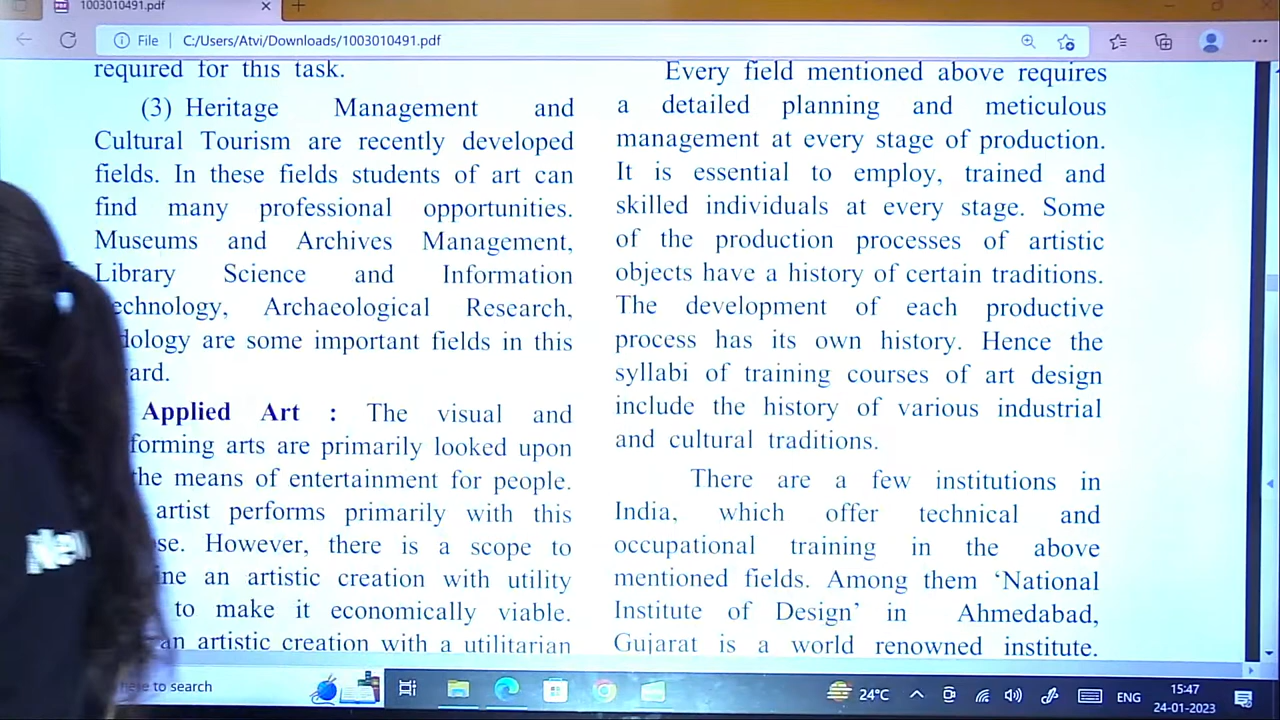 1003010491.pdf
File
C:/Users/Atvi/Downloads/1003010491.pdf
required for this task.
(3) Heritage Management and
Cultural Tourism are recently developed
fields. In these fields students of art can
find many professional opportunities.
Museums and Archives Management,
Library Science and Information
echnology, Archaeological Research,
dology are some important fields in this
ard.
Applied Art : The visual and
forming arts are primarily looked upon
the means of entertainment for people.
artist performs primarily with this
se. However, there is a scope to
ine an artistic creation with utility
to make it economically viable.
an artistic creation with a utilitarian
Every field mentioned above requires
a detailed planning and meticulous
management at every stage of production.
It is essential to employ, trained and
skilled individuals at every stage. Some
of the production processes of artistic
objects have a history of certain traditions.
The development of each productive
process has its own history. Hence the
syllabi of training courses of art design
include the history of various industrial
and cultural traditions.
There are a few institutions in
India, which offer technical and
occupational training in the above
mentioned fields. Among them ‘National
Institute of Design’ in Ahmedabad,
Gujarat is a world renowned institute.
here to search
24°C
ENG
15:47
24-01-2023